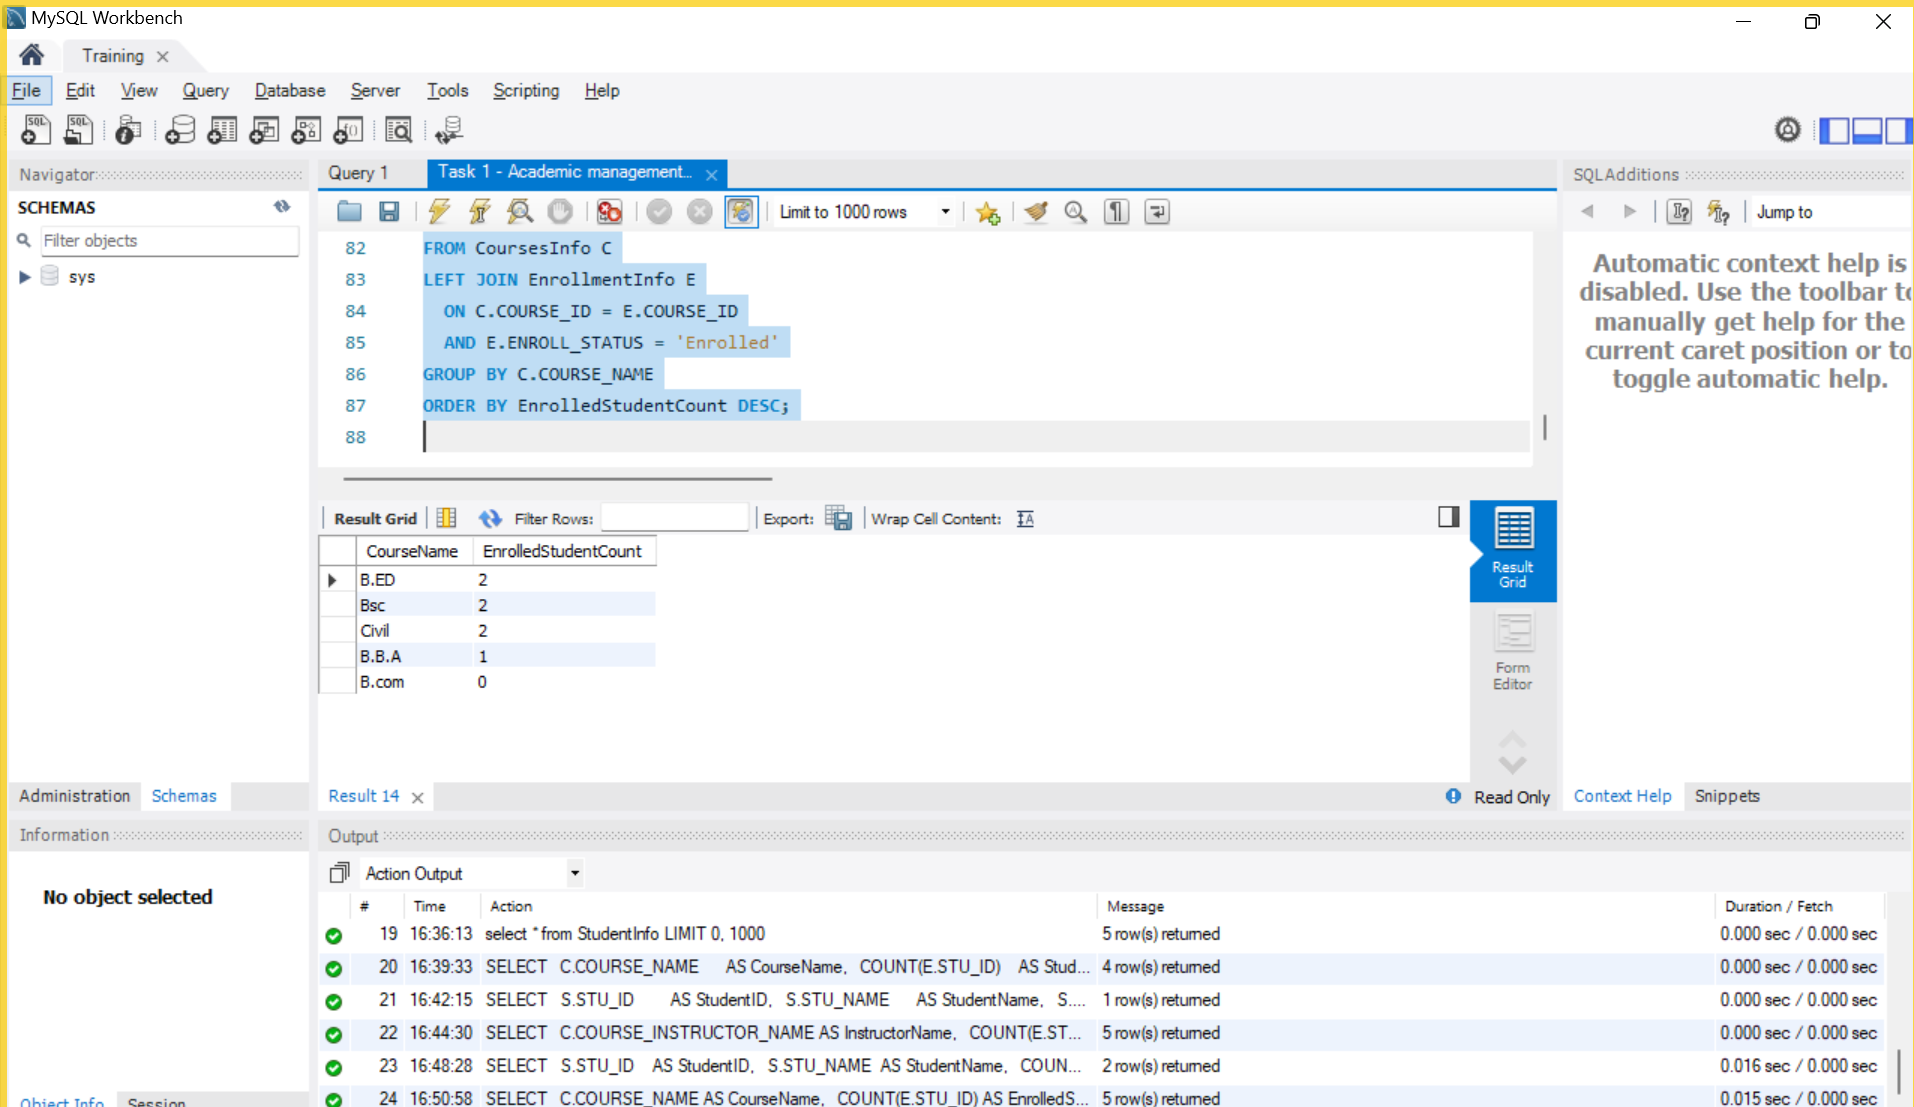 MySQL Workbench
Training
File Edit View Query Database Server Tools Scripting Help
Navigator
SCHEMAS
Filter objects
sys
Query 1
Task 1 - Academic management...
Limit to 1000 rows
82 FROM CoursesInfo C
83 LEFT JOIN EnrollmentInfo E
84 ON C.COURSE_ID = E.COURSE_ID
85 AND E.ENROLL_STATUS = 'Enrolled'
86 GROUP BY C.COURSE_NAME
87 ORDER BY EnrolledStudentCount DESC;
88
SQLAdditions
Jump to
Automatic context help is
disabled. Use the toolbar to
manually get help for the
current caret position or to
toggle automatic help.
Result Grid Filter Rows: Export: Wrap Cell Content:
CourseName EnrolledStudentCount
B.ED 2
Bsc 2
Civil 2
B.B.A 1
B.com 0
Result
Grid
Form
Editor
Administration Schemas
Result 14
Read Only
Context Help Snippets
Information
No object selected
Object Info Session
Output
Action Output
# Time Action Message Duration / Fetch
19 16:36:13 select * from StudentInfo LIMIT 0, 1000 5 row(s) returned 0.000 sec / 0.000 sec
20 16:39:33 SELECT C.COURSE_NAME AS CourseName, COUNT(E.STU_ID) AS Stud... 4 row(s) returned 0.000 sec / 0.000 sec
21 16:42:15 SELECT S.STU_ID AS StudentID, S.STU_NAME AS StudentName, S.... 1 row(s) returned 0.000 sec / 0.000 sec
22 16:44:30 SELECT C.COURSE_INSTRUCTOR_NAME AS InstructorName, COUNT(E.ST... 5 row(s) returned 0.000 sec / 0.000 sec
23 16:48:28 SELECT S.STU_ID AS StudentID, S.STU_NAME AS StudentName, COUN... 2 row(s) returned 0.016 sec / 0.000 sec
24 16:50:58 SELECT C.COURSE_NAME AS CourseName, COUNT(E.STU_ID) AS EnrolledS... 5 row(s) returned 0.015 sec / 0.000 sec